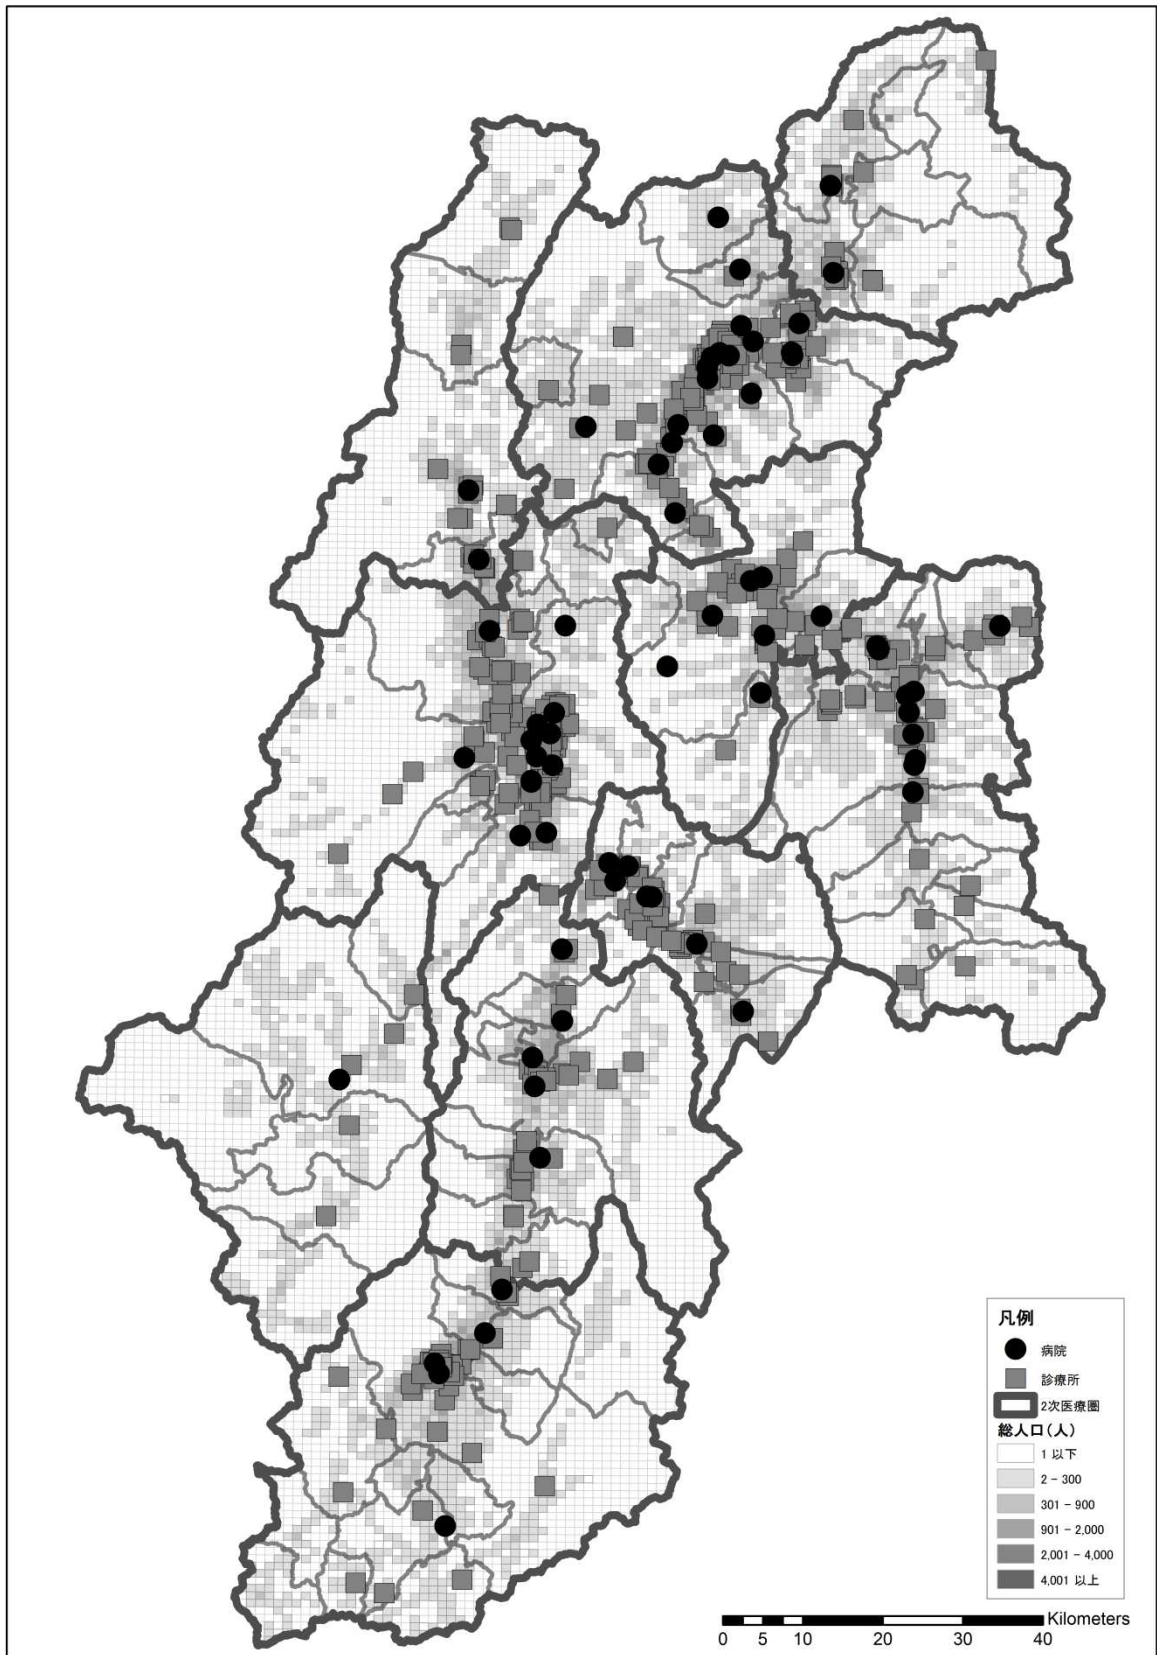 凡例
病院
診療所
2次医療圏
総人口(人)
1 以下
2 - 300
301 - 900
901 - 2,000
2,001 - 4,000
4,001 以上
Kilometers
0 5 10 20 30 40